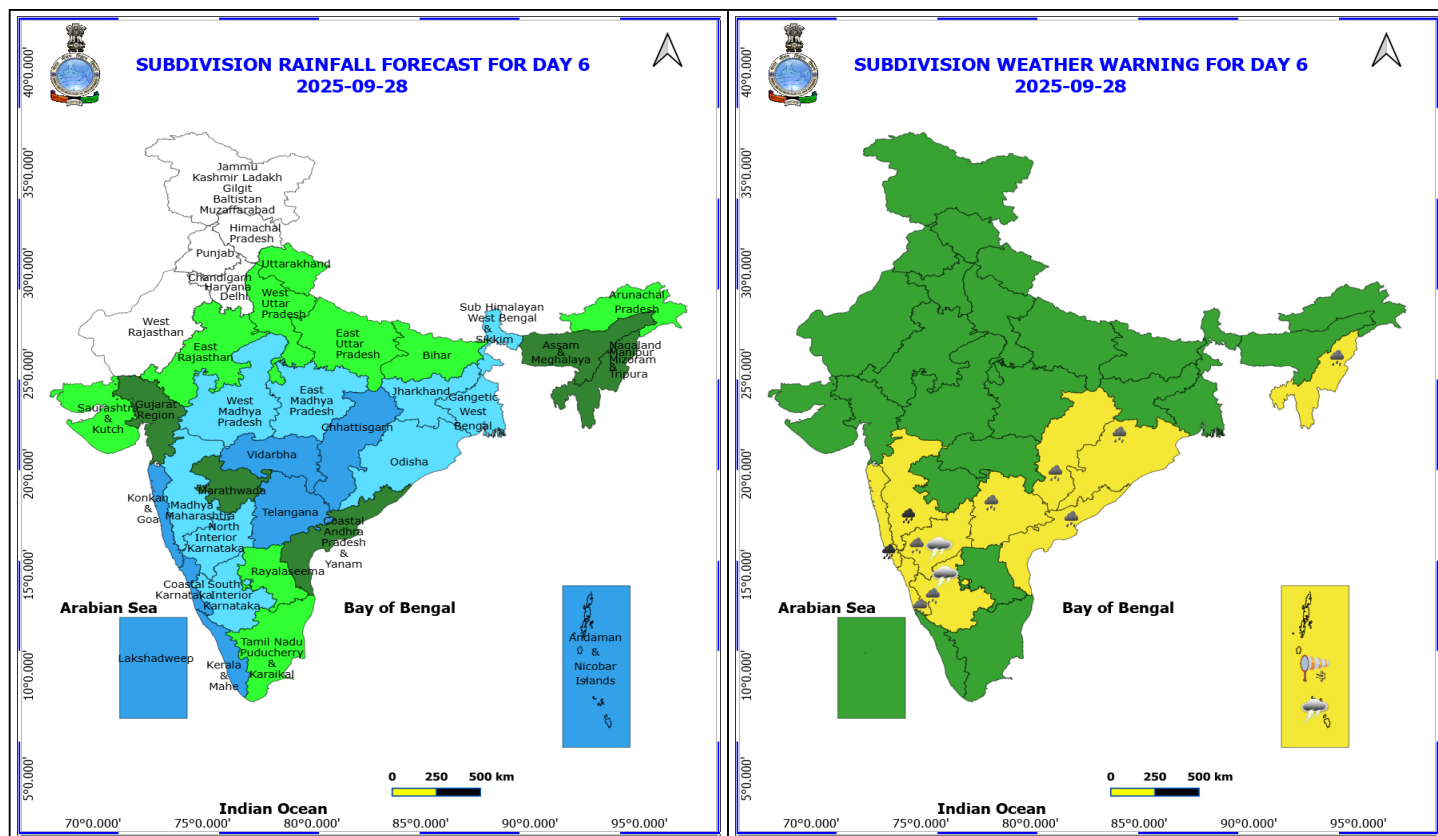 SUBDIVISION RAINFALL FORECAST FOR DAY 6
2025-09-28
40°0.000'
35°0.000'
30°0.000'
25°0.000'
20°0.000'
15°0.000'
10°0.000'
5°0.000'
Jammu
Kashmir Ladakh
Gilgit
Baltistan
Muzaffarabad
Himachal
Pradesh
Punjab
Chandigarh
Haryana
Delhi
Uttarakhand
West
Uttar
Pradesh
West
Rajasthan
East
Rajasthan
East
Uttar
Pradesh
Bihar
Sub Himalayan
West Bengal
&
Sikkim
Arunachal
Pradesh
Assam
&
Meghalaya
Nagaland
Manipur
Mizoram
&
Tripura
Saurashtra
&
Kutch
Gujarat
Region
West
Madhya
Pradesh
East
Madhya
Pradesh
Jharkhand
Gangetic
West
Bengal
Chhattisgarh
Vidarbha
Odisha
Konkan
&
Goa
Marathwada
Madhya
Maharashtra
Telangana
North
Interior
Karnataka
Coastal
Andhra
Pradesh
&
Yanam
Rayalaseema
Coastal
Karnataka
South
Interior
Karnataka
Arabian Sea
Bay of Bengal
Lakshadweep
Kerala
&
Mahe
Tamil Nadu
Puducherry
&
Karaikal
Andaman
&
Nicobar
Islands
0 250 500 km
Indian Ocean
70°0.000' 75°0.000' 80°0.000' 85°0.000' 90°0.000' 95°0.000'
SUBDIVISION WEATHER WARNING FOR DAY 6
2025-09-28
40°0.000'
35°0.000'
30°0.000'
25°0.000'
20°0.000'
15°0.000'
10°0.000'
5°0.000'
Arabian Sea
Bay of Bengal
0 250 500 km
Indian Ocean
70°0.000' 75°0.000' 80°0.000' 85°0.000' 90°0.000' 95°0.000'